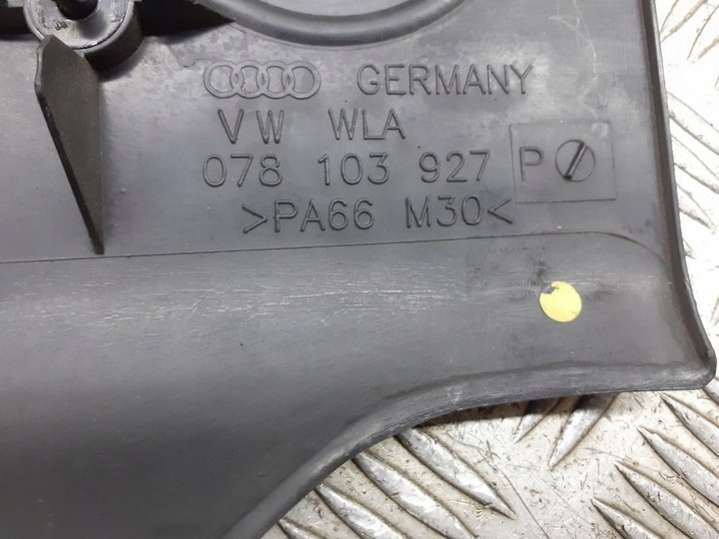 GERMANY
VW WLA
078 103 927 P
>PA66 M30<